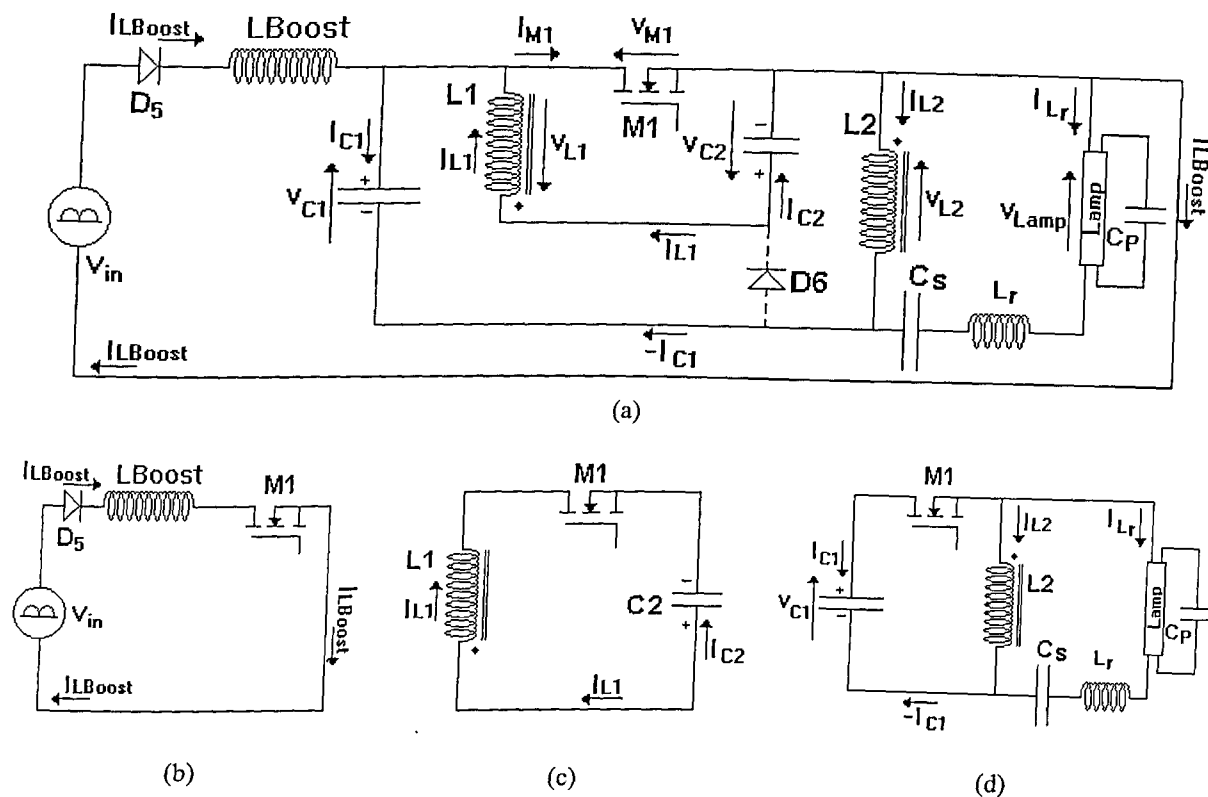 ILBoost
LBoost
D5
Vin
ILBoost
IM1
VM1
M1
L1
IL1
VL1
IC1
VC1
+
-
IL1
VC2
-
+
IC2
D6
-IC1
L2
IL2
VL2
Cs
Lr
ILr
VLamp
Lamp
CP
ILBoost
(a)
ILBoost
LBoost
M1
D5
Vin
ILBoost
ILBoost
(b)
M1
L1
IL1
-
C2
+
IC2
IL1
(c)
M1
IC1
VC1
+
-
IL2
L2
ILr
Lamp
CP
Cs
Lr
-IC1
(d)